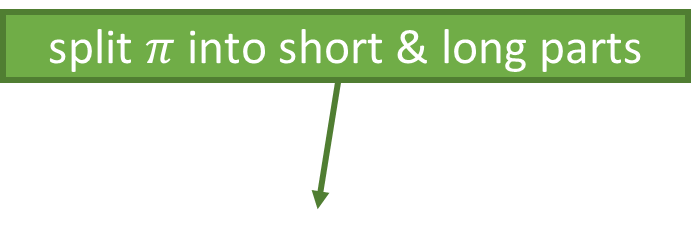 split 𝜋 into short & long parts